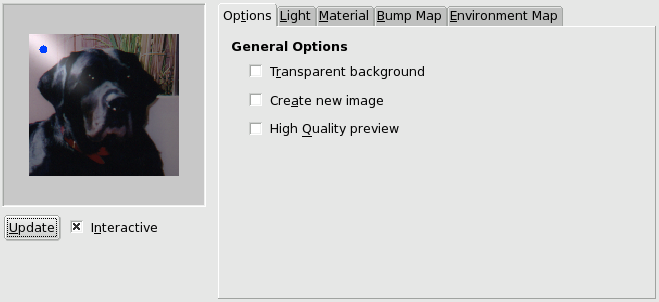 Options Light Material Bump Map Environment Map
General Options
Transparent background
Create new image
High Quality preview
Update Interactive